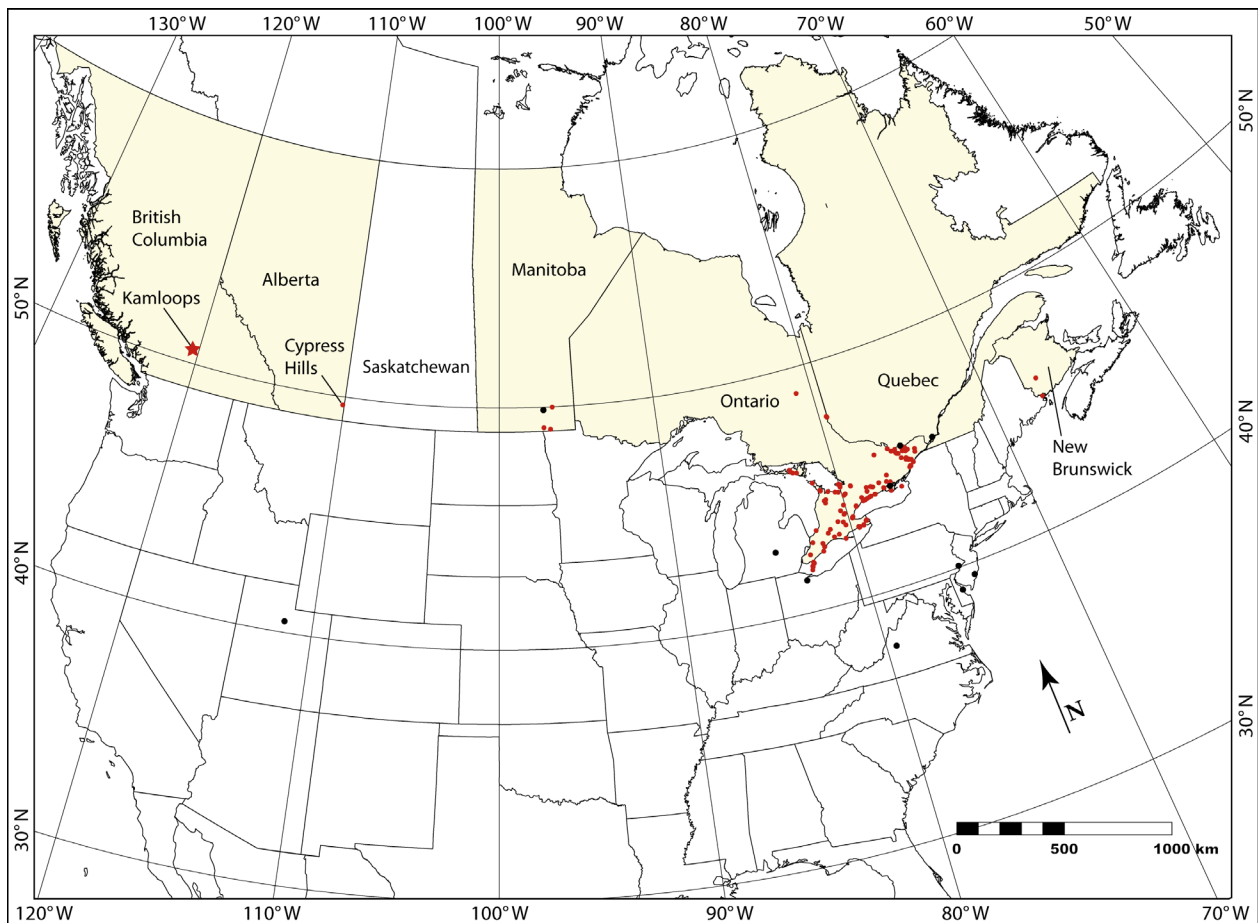 130°W 120°W 110°W 100°W 90°W 80°W 70°W 60°W 50°W
50°N
British
Columbia
Alberta
Manitoba
Kamloops
50°N
Cypress
Hills
Saskatchewan
Quebec
Ontario
40°N
New
Brunswick
40°N
N
30°N
30°N
0 500 1000 km
120°W 110°W 100°W 90°W 80°W 70°W